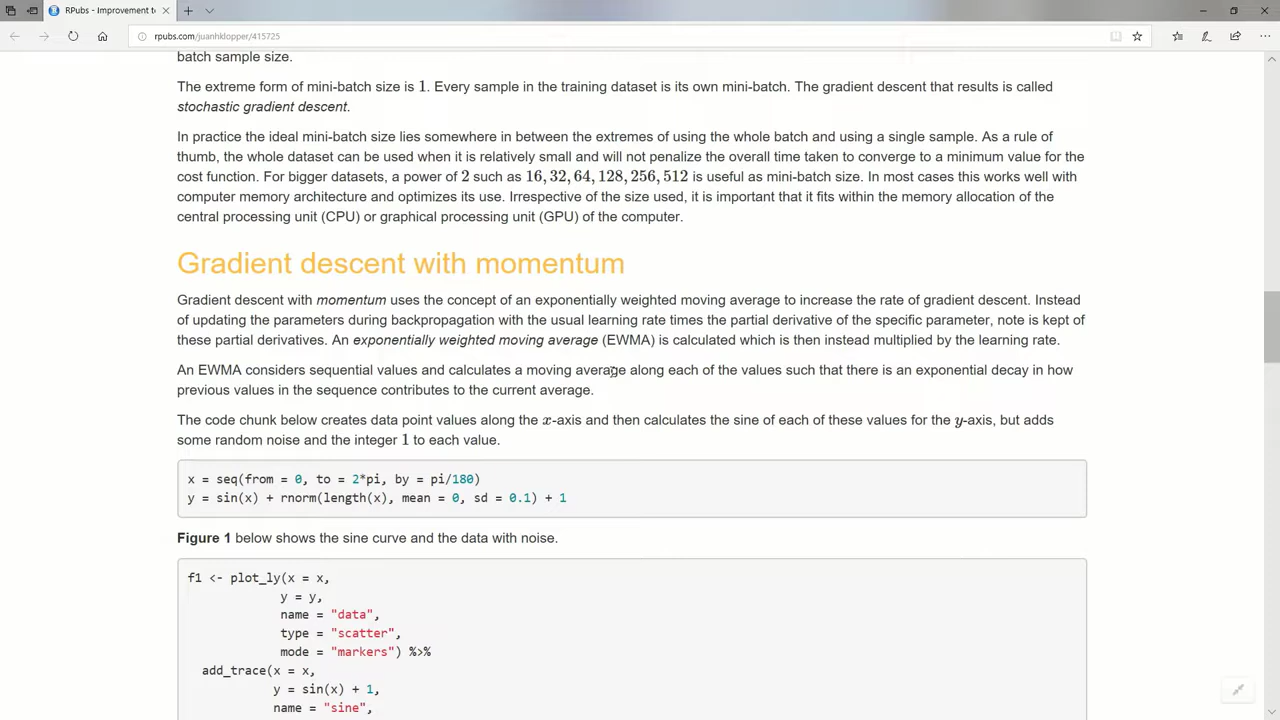 RPubs - Improvement to
rpubs.com/juanhklopper/415725
batch sample size.
The extreme form of mini-batch size is 1. Every sample in the training dataset is its own mini-batch. The gradient descent that results is called
stochastic gradient descent.
In practice the ideal mini-batch size lies somewhere in between the extremes of using the whole batch and using a single sample. As a rule of
thumb, the whole dataset can be used when it is relatively small and will not penalize the overall time taken to converge to a minimum value for the
cost function. For bigger datasets, a power of 2 such as 16, 32, 64, 128, 256, 512 is useful as mini-batch size. In most cases this works well with
computer memory architecture and optimizes its use. Irrespective of the size used, it is important that it fits within the memory allocation of the
central processing unit (CPU) or graphical processing unit (GPU) of the computer.
Gradient descent with momentum
Gradient descent with momentum uses the concept of an exponentially weighted moving average to increase the rate of gradient descent. Instead
of updating the parameters during backpropagation with the usual learning rate times the partial derivative of the specific parameter, note is kept of
these partial derivatives. An exponentially weighted moving average (EWMA) is calculated which is then instead multiplied by the learning rate.
An EWMA considers sequential values and calculates a moving average along each of the values such that there is an exponential decay in how
previous values in the sequence contributes to the current average.
The code chunk below creates data point values along the x-axis and then calculates the sine of each of these values for the y-axis, but adds
some random noise and the integer 1 to each value.
x = seq(from = 0, to = 2*pi, by = pi/180)
y = sin(x) + rnorm(length(x), mean = 0, sd = 0.1) + 1
Figure 1 below shows the sine curve and the data with noise.
f1 <- plot_ly(x = x,
y = y,
name = "data",
type = "scatter",
mode = "markers") %>%
add_trace(x = x,
y = sin(x) + 1,
name = "sine",